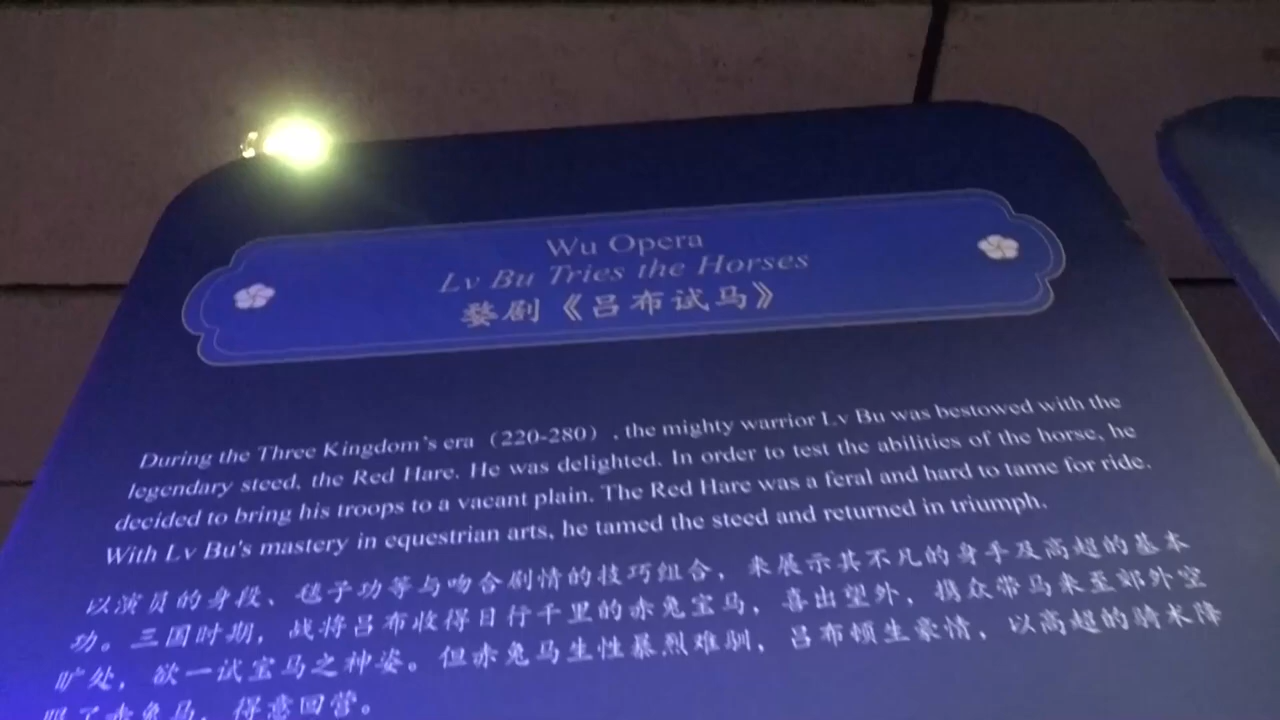 Wu Opera
Lv Bu Tries the Horses
婺剧《吕布试马》
During the Three Kingdom's era（220-280）, the mighty warrior Lv Bu was bestowed with the
legendary steed, the Red Hare. He was delighted. In order to test the abilities of the horse, he
decided to bring his troops to a vacant plain. The Red Hare was a feral and hard to tame for ride.
With Lv Bu's mastery in equestrian arts, he tamed the steed and returned in triumph.
以演员的身段、毯子功等与吻合剧情的技巧组合，来展示其不凡的身手及高超的基本
功。三国时期，战将吕布收得日行千里的赤兔宝马，喜出望外，携众带马来至郊外空
旷处，欲一试宝马之神姿。但赤兔马生性暴烈难驯，吕布顿生豪情，以高超的骑术降
服了赤兔马，得意回营。